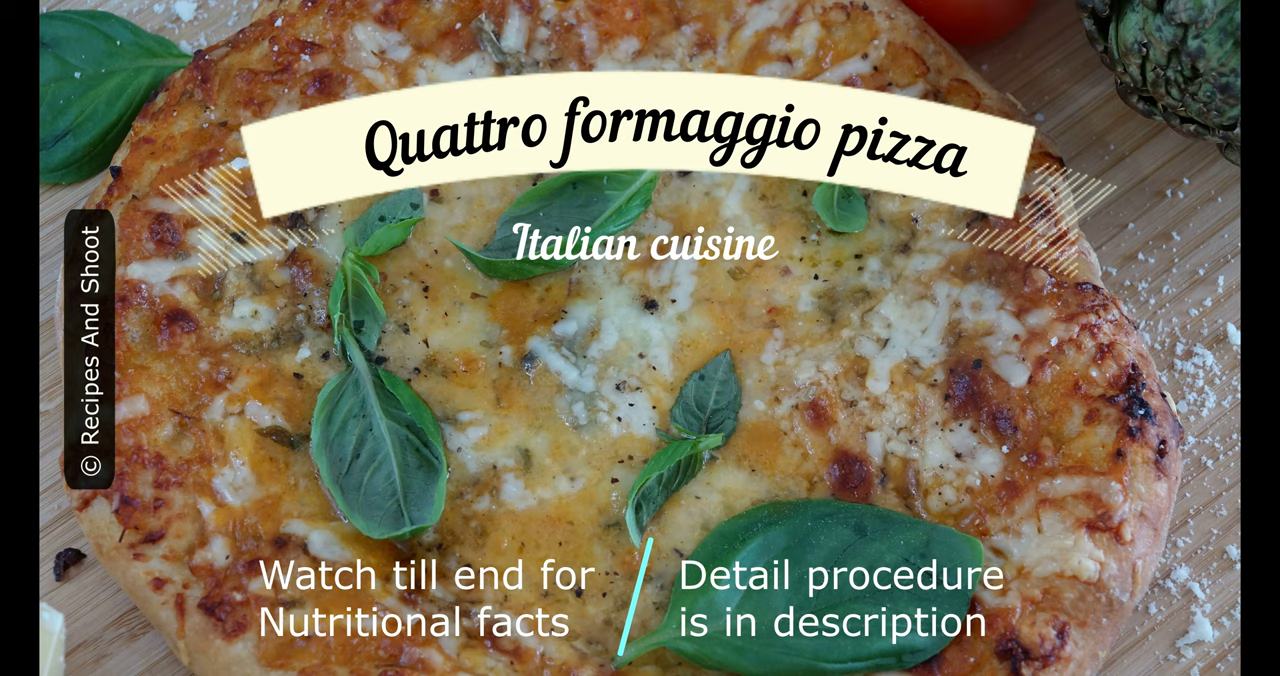 Quattro formaggio pizza
Italian cuisine
© Recipes And Shoot
Watch till end for
Nutritional facts
Detail procedure
is in description